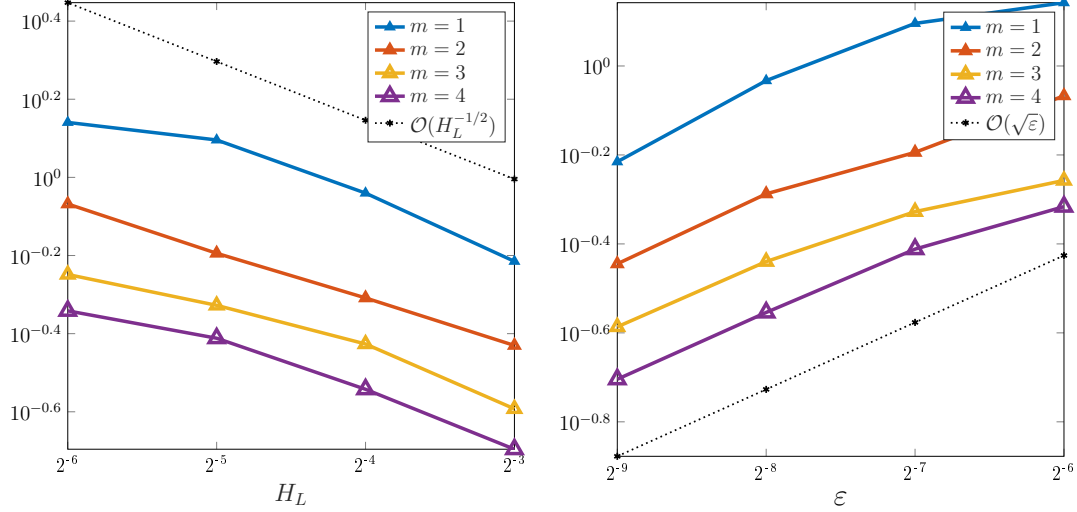 10^{0.4}
10^{0.2}
10^{0}
10^{-0.2}
10^{-0.4}
10^{-0.6}
2^{-6}
2^{-5}
2^{-4}
2^{-3}
H_L
m = 1
m = 2
m = 3
m = 4
𝒪(H_L^{-1/2})
10^{0}
10^{-0.2}
10^{-0.4}
10^{-0.6}
10^{-0.8}
2^{-9}
2^{-8}
2^{-7}
2^{-6}
ε
m = 1
m = 2
m = 3
m = 4
𝒪(√ε)